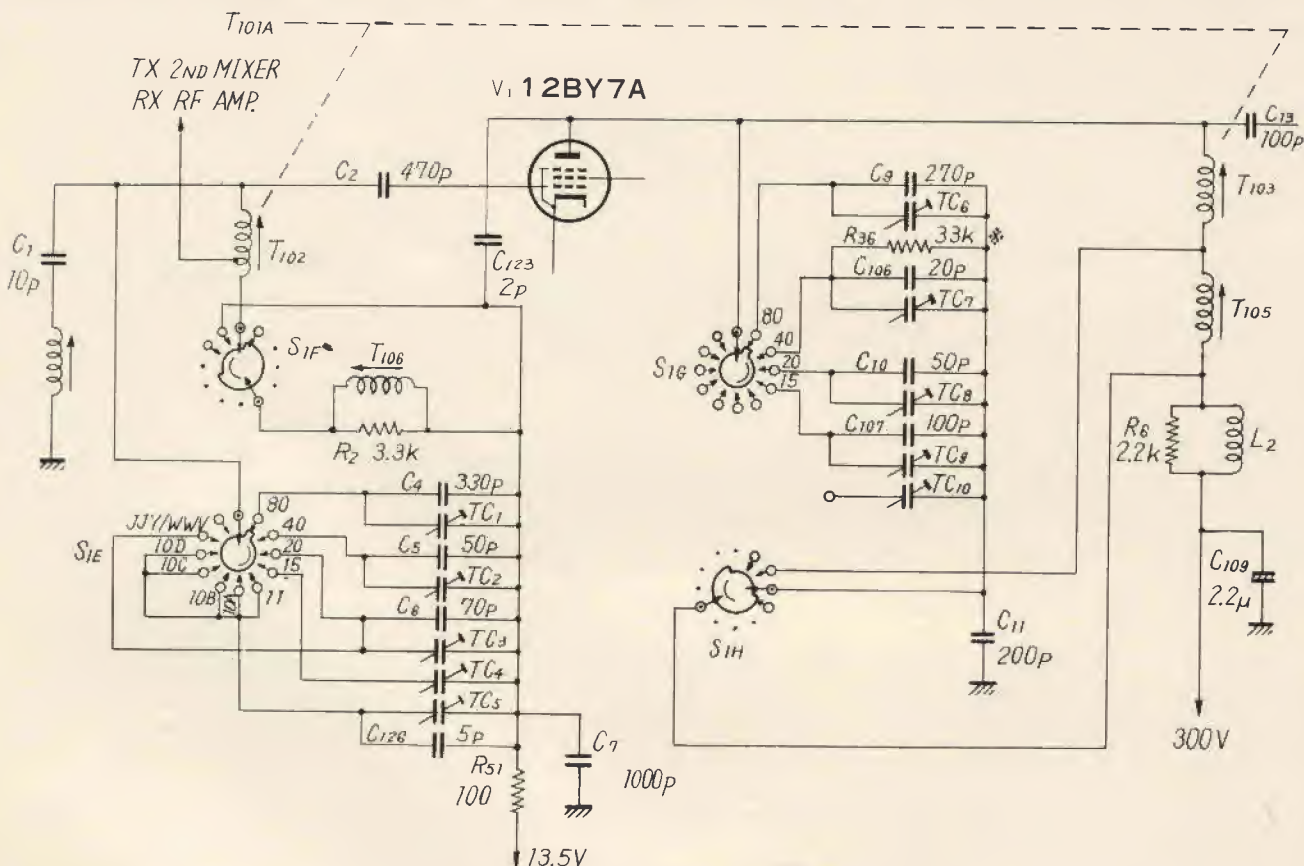 T101A
TX 2ND MIXER
RX RF AMP.
V1 12BY7A
C13
100P
C2 470P
C9 270P
TC6
T103
R36 33K *
C1
10P
T102
C123
2P
C106 20P
TC7
T105
80
40
20
15
S1F
S1G
T106
C10 50P
TC8
C107 100P
TC9
TC10
R6
2.2K
L2
R2 3.3K
C4 330P
TC1
JJY/WWV
80
40
20
15
11
10A
10B
10C
10D
S1E
C5 50P
TC2
C6 70P
TC3
TC4
TC5
C126 5P
S1H
C11
200P
C109
2.2μ
R51
100
C7
1000P
300V
13.5V